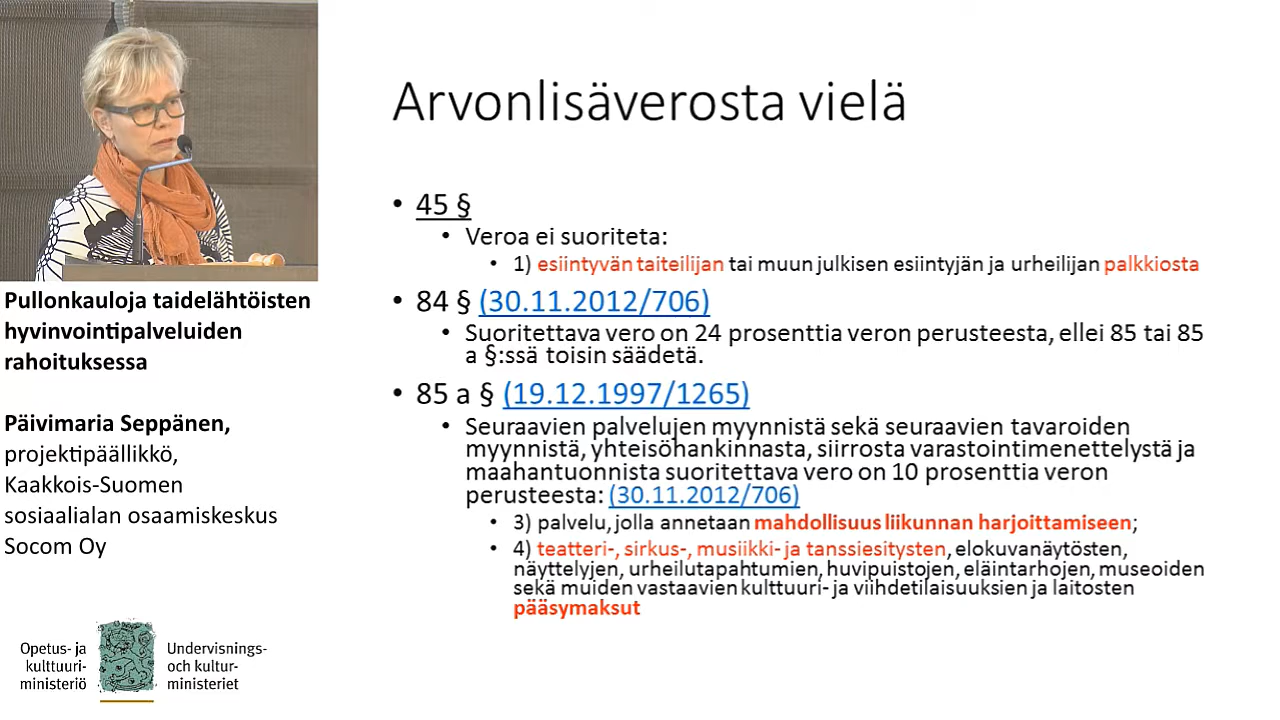 Arvonlisäverosta vielä
• 45 §
• Veroa ei suoriteta:
• 1) esiintyvän taiteilijan tai muun julkisen esiintyjän ja urheilijan palkkiosta
• 84 § (30.11.2012/706)
• Suoritettava vero on 24 prosenttia veron perusteesta, ellei 85 tai 85
a §:ssä toisin säädetä.
• 85 a § (19.12.1997/1265)
• Seuraavien palvelujen myynnistä sekä seuraavien tavaroiden
myynnistä, yhteisöhankinnasta, siirrosta varastointimenettelystä ja
maahantuonnista suoritettava vero on 10 prosenttia veron
perusteesta: (30.11.2012/706)
• 3) palvelu, jolla annetaan mahdollisuus liikunnan harjoittamiseen;
• 4) teatteri-, sirkus-, musiikki- ja tanssiesitysten, elokuvanäytösten,
näyttelyjen, urheilutapahtumien, huvipuistojen, eläintarhojen, museoiden
sekä muiden vastaavien kulttuuri- ja viihdetilaisuuksien ja laitosten
pääsymaksut
Pullonkauloja taidelähtöisten
hyvinvointipalveluiden
rahoituksessa
Päivimaria Seppänen,
projektipäällikkö,
Kaakkois-Suomen
sosiaalialan osaamiskeskus
Socom Oy
Opetus- ja
kulttuuri-
ministeriö
Undervisnings-
och kultur-
ministeriet